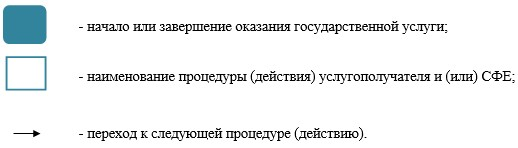 - начало или завершение оказания государственной услуги;
- наименование процедуры (действия) услугополучателя и (или) СФЕ;
- переход к следующей процедуре (действию).